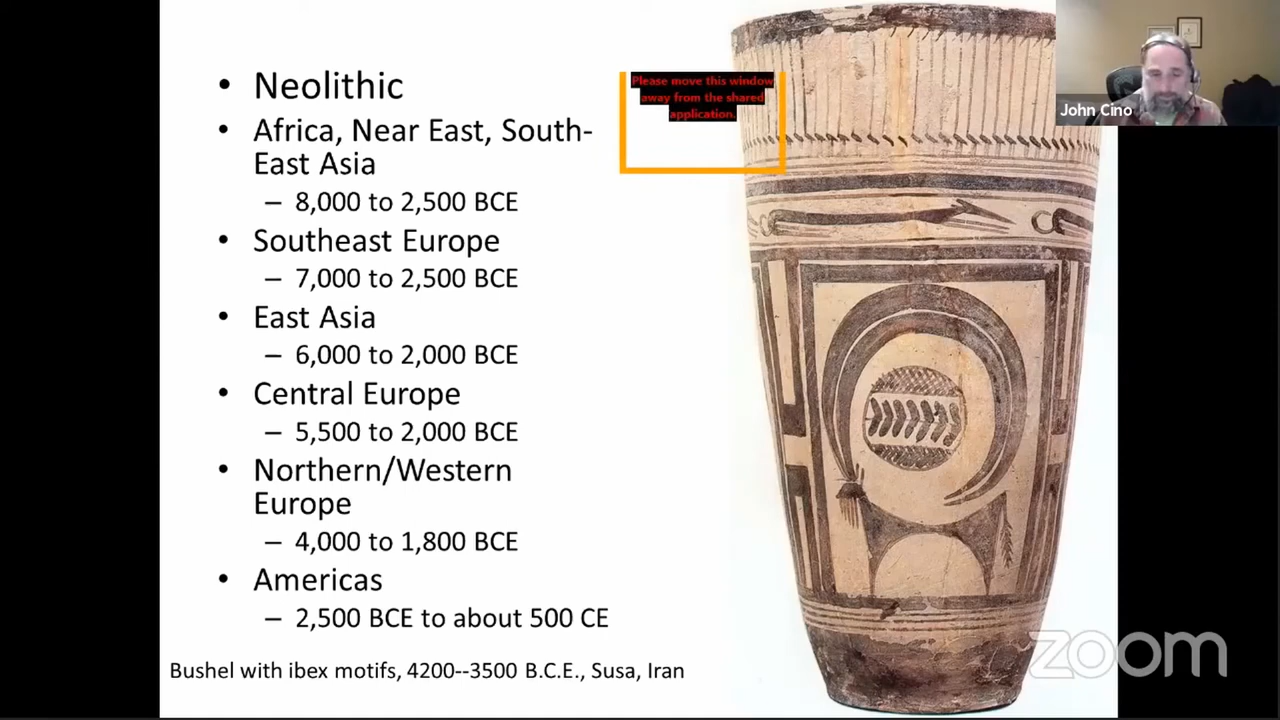 Neolithic
Africa, Near East, South-
East Asia
– 8,000 to 2,500 BCE
Southeast Europe
– 7,000 to 2,500 BCE
East Asia
– 6,000 to 2,000 BCE
Central Europe
– 5,500 to 2,000 BCE
Northern/Western
Europe
– 4,000 to 1,800 BCE
Americas
– 2,500 BCE to about 500 CE
Bushel with ibex motifs, 4200--3500 B.C.E., Susa, Iran
Please move this window
away from the shared
application.
John Cino
zoom